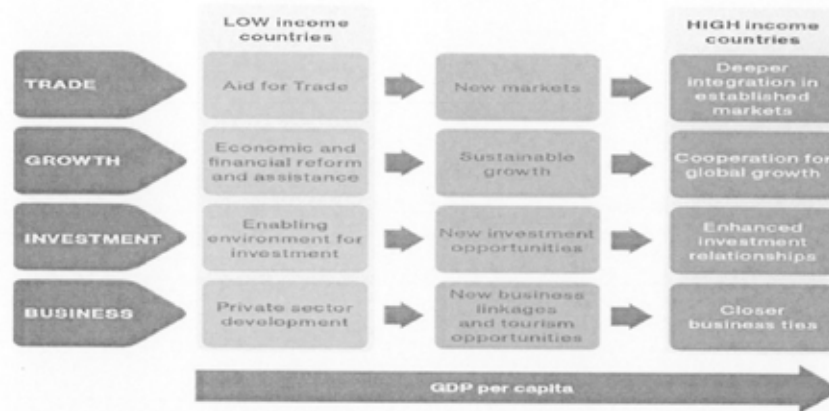 LOW income
countries
HIGH income
countries
TRADE
Aid for Trade
New markets
Deeper
integration in
established
markets
GROWTH
Economic and
financial reform
and assistance
Sustainable
growth
Cooperation for
global growth
INVESTMENT
Enabling
environment for
investment
New investment
opportunities
Enhanced
investment
relationships
BUSINESS
Private sector
development
New business
linkages
and tourism
opportunities
Closer
business ties
GDP per capita